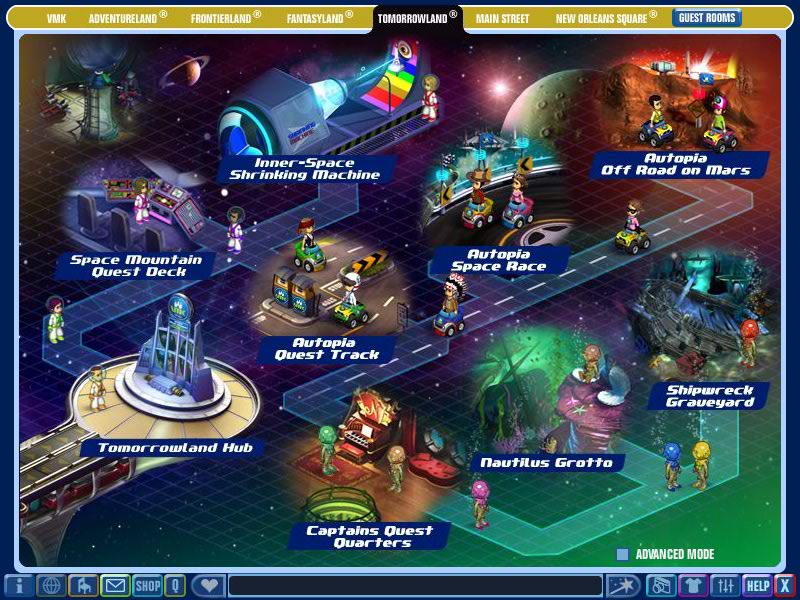 VMK ADVENTURELAND® FRONTIERLAND® FANTASYLAND® TOMORROWLAND® MAIN STREET NEW ORLEANS SQUARE® GUEST ROOMS
Inner-Space
Shrinking Machine
Autopia
Off Road on Mars
Space Mountain
Quest Deck
Autopia
Space Race
Autopia
Quest Track
Shipwreck
Graveyard
Tomorrowland Hub
Nautilus Grotto
Captains Quest
Quarters
ADVANCED MODE
i SHOP Q HELP X